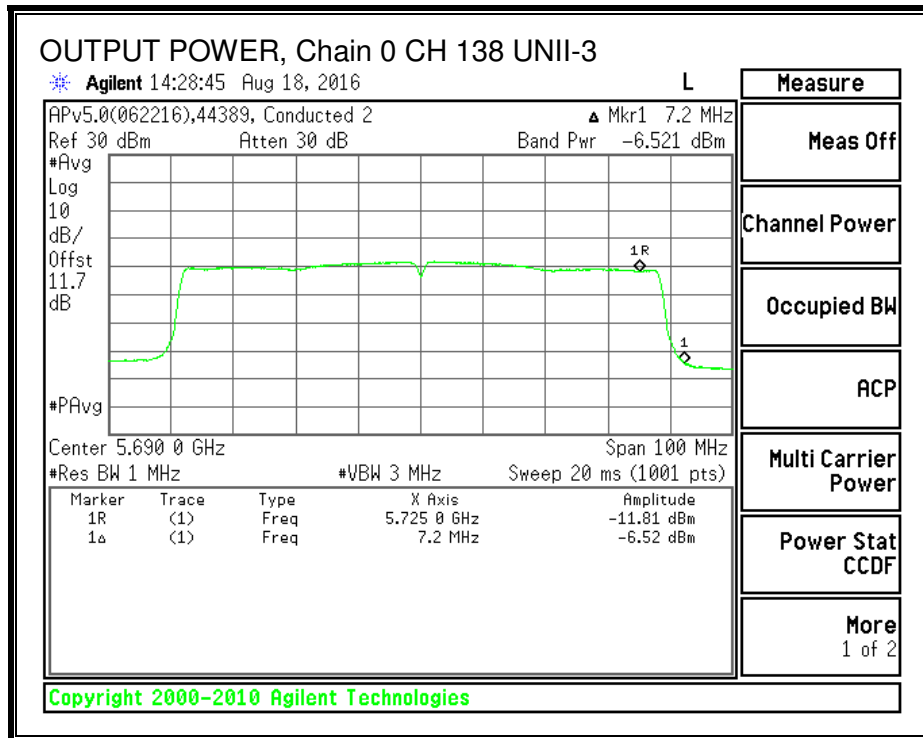 OUTPUT POWER, Chain 0 CH 138 UNII-3
Agilent 14:28:45 Aug 18, 2016 L
Measure
APv5.0(062216),44389, Conducted 2 Δ Mkr1 7.2 MHz
Ref 30 dBm Atten 30 dB Band Pwr -6.521 dBm
Meas Off
#Avg
Log
10
dB/
Offst
11.7
dB
#PAvg
1R
1
Channel Power
Occupied BW
ACP
Center 5.690 0 GHz Span 100 MHz
#Res BW 1 MHz #VBW 3 MHz Sweep 20 ms (1001 pts)
Multi Carrier
Power
Marker Trace Type X Axis Amplitude
1R (1) Freq 5.725 0 GHz -11.81 dBm
1Δ (1) Freq 7.2 MHz -6.52 dBm
Power Stat
CCDF
More
1 of 2
Copyright 2000-2010 Agilent Technologies